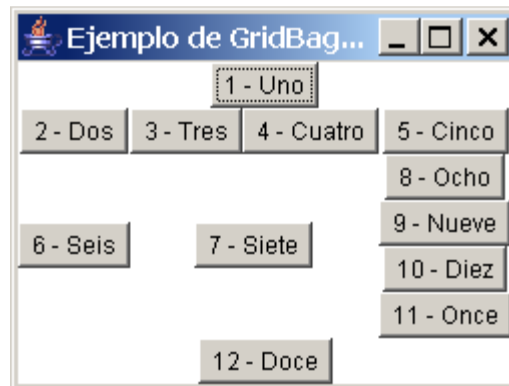 Ejemplo de GridBag...
1 - Uno
2 - Dos 3 - Tres 4 - Cuatro 5 - Cinco
8 - Ocho
6 - Seis 7 - Siete 9 - Nueve
10 - Diez
11 - Once
12 - Doce